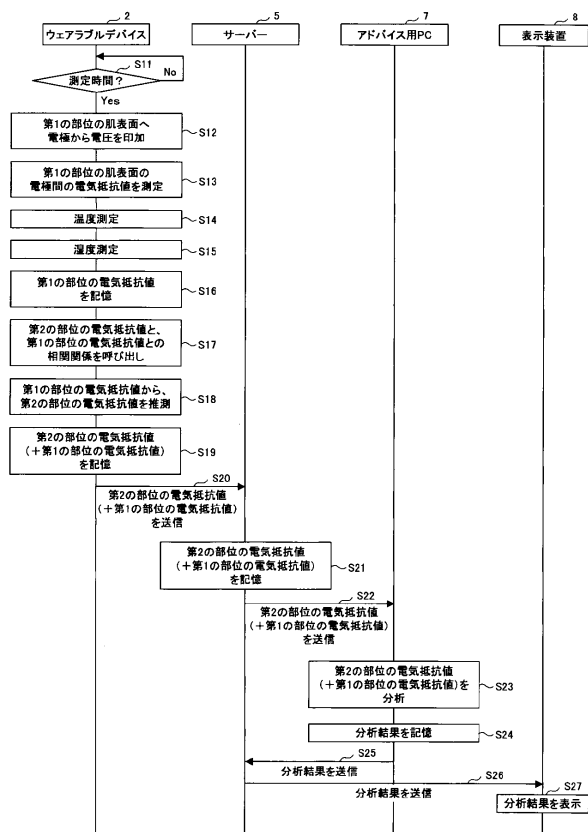 2
ウェアラブルデバイス
5
サーバー
7
アドバイス用PC
8
表示装置
S11
測定時間？
No
Yes
第1の部位の肌表面へ
電極から電圧を印加
S12
第1の部位の肌表面の
電極間の電気抵抗値を測定
S13
温度測定
S14
湿度測定
S15
第1の部位の電気抵抗値
を記憶
S16
第2の部位の電気抵抗値と、
第1の部位の電気抵抗値との
相関関係を呼び出し
S17
第1の部位の電気抵抗値から、
第2の部位の電気抵抗値を推測
S18
第2の部位の電気抵抗値
(+第1の部位の電気抵抗値)
を記憶
S19
S20
第2の部位の電気抵抗値
(+第1の部位の電気抵抗値)
を送信
第2の部位の電気抵抗値
(+第1の部位の電気抵抗値)
を記憶
S21
S22
第2の部位の電気抵抗値
(+第1の部位の電気抵抗値)
を送信
第2の部位の電気抵抗値
(+第1の部位の電気抵抗値)を
分析
S23
分析結果を記憶
S24
S25
分析結果を送信
S26
分析結果を送信
S27
分析結果を表示